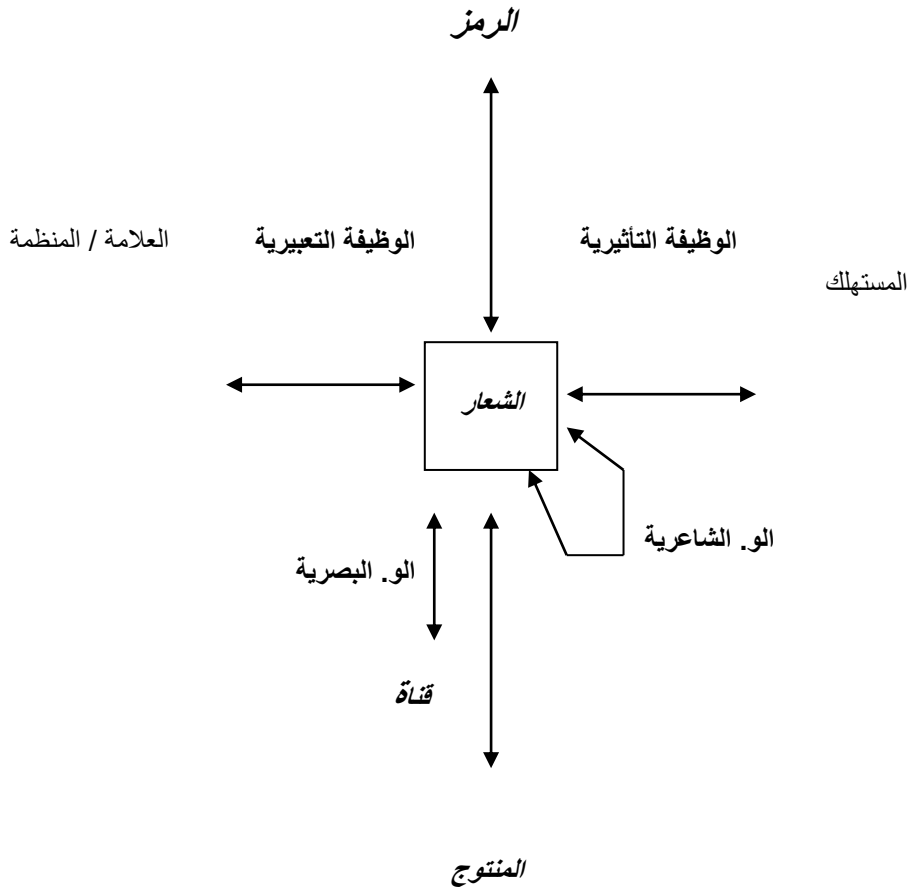 الرمز
الوظيفة التأثيرية
الوظيفة التعبيرية
العلامة / المنظمة
المستهلك
الشعار
الو. الشاعرية
الو. البصرية
قناة
المنتوج